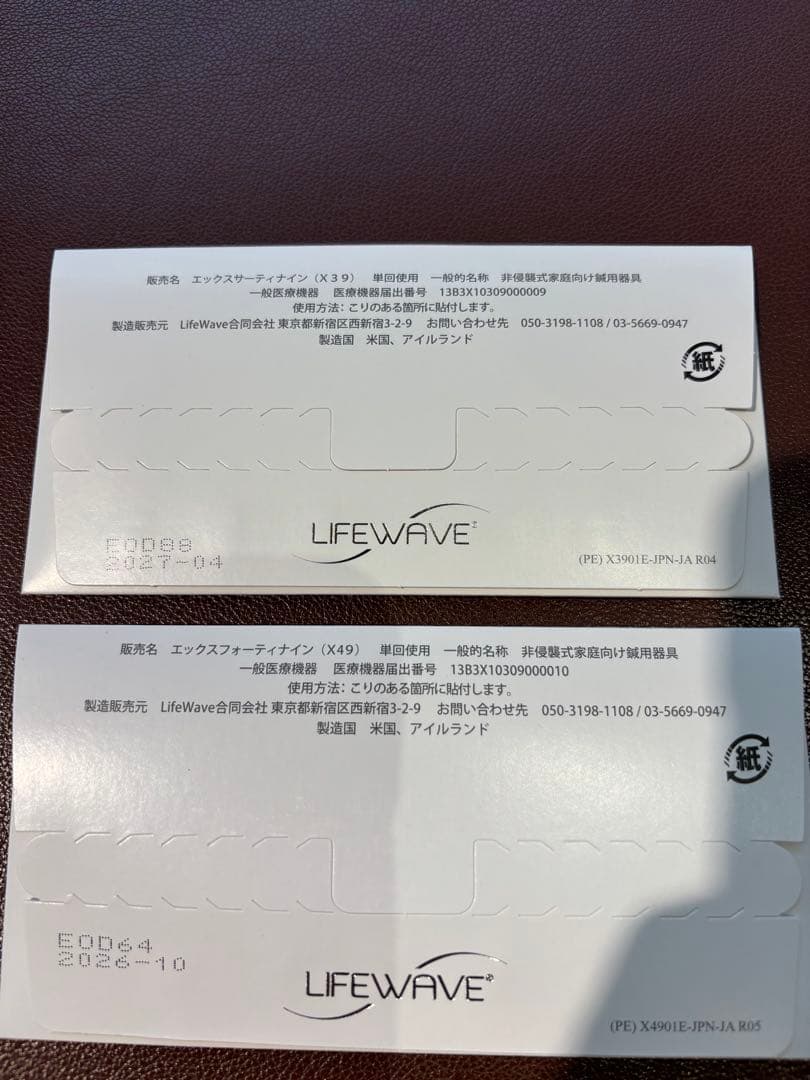 販売名 エックスサーティナイン（X39） 単回使用 一般的名称 非侵襲式家庭向け鍼用器具
一般医療機器 医療機器届出番号 13B3X10309000009
使用方法：こりのある箇所に貼付します。
製造販売元 LifeWave合同会社 東京都新宿区西新宿3-2-9 お問い合わせ先 050-3198-1108 / 03-5669-0947
製造国 米国、アイルランド
紙
LIFEWAVE
EOD88
2027-04
(PE) X3901E-JPN-JA R04
販売名 エックスフォーティナイン（X49） 単回使用 一般的名称 非侵襲式家庭向け鍼用器具
一般医療機器 医療機器届出番号 13B3X10309000010
使用方法：こりのある箇所に貼付します。
製造販売元 LifeWave合同会社 東京都新宿区西新宿3-2-9 お問い合わせ先 050-3198-1108 / 03-5669-0947
製造国 米国、アイルランド
紙
EOD64
2026-10
LIFEWAVE
(PE) X4901E-JPN-JA R05